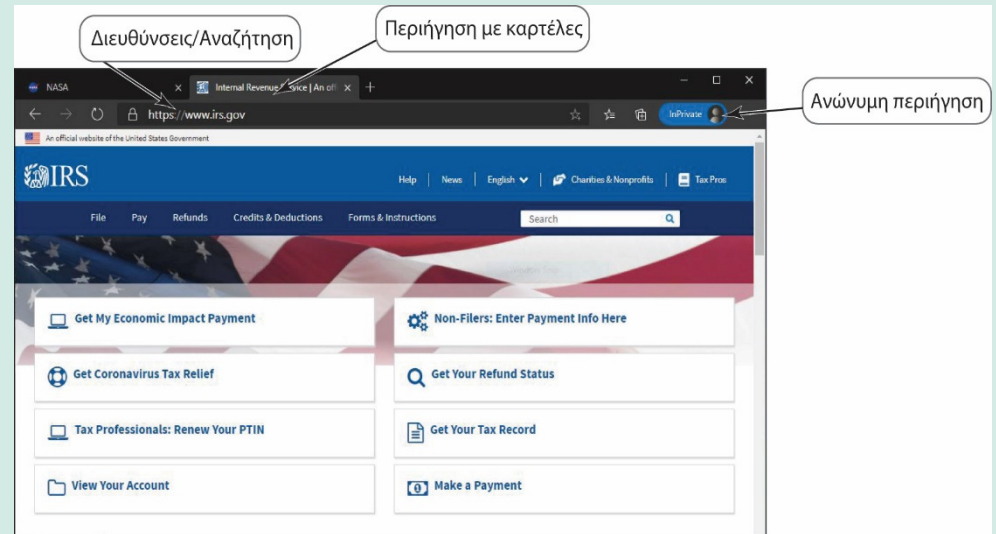 Διευθύνσεις/Αναζήτηση
Περιήγηση με καρτέλες
Ανώνυμη περιήγηση
NASA
Internal Revenue Service | An offi
https://www.irs.gov
InPrivate
An official website of the United States Government
IRS
Help News English Charities & Nonprofits Tax Pros
File Pay Refunds Credits & Deductions Forms & Instructions Search
Get My Economic Impact Payment
Non-Filers: Enter Payment Info Here
Get Coronavirus Tax Relief
Get Your Refund Status
Tax Professionals: Renew Your PTIN
Get Your Tax Record
View Your Account
Make a Payment